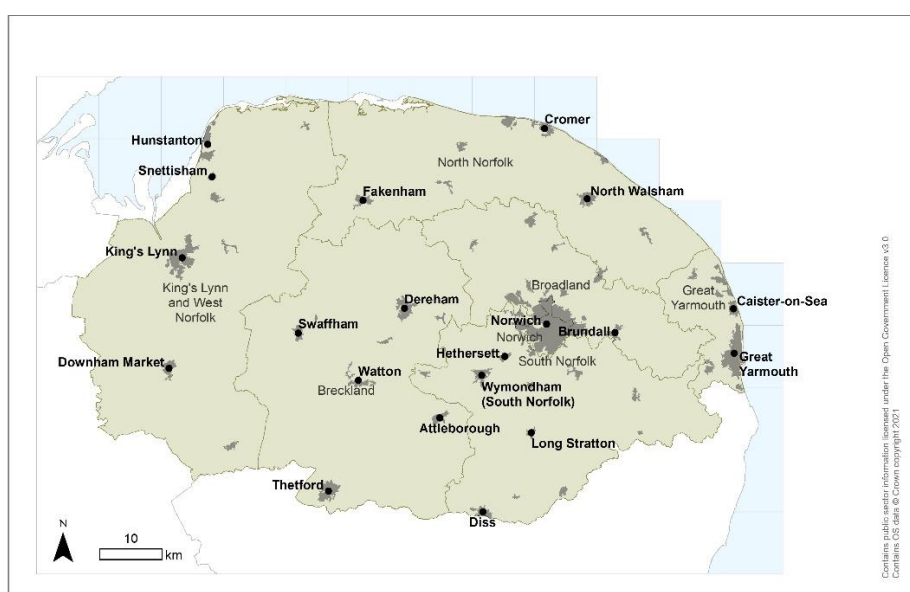 Cromer
Hunstanton
North Norfolk
Snettisham
Fakenham
North Walsham
King's Lynn
King's Lynn
and West
Norfolk
Broadland
Great
Yarmouth
Dereham
Caister-on-Sea
Swaffham
Norwich
Norwich
Brundall
Hethersett
South Norfolk
Great
Yarmouth
Downham Market
Watton
Breckland
Wymondham
(South Norfolk)
Attleborough
Long Stratton
Thetford
Diss
N
10
km
Contains public sector information licensed under the Open Government Licence v3.0
Contains OS data © Crown copyright 2021